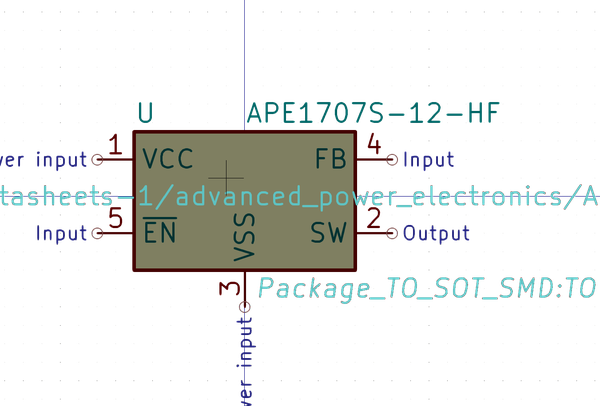 U APE1707S-12-HF
1 4
wer input VCC FB Input
tasheets-1/advanced_power_electronics/A
5 2
Input EN SW Output
VSS
3 Package_TO_SOT_SMD:TO
wer input